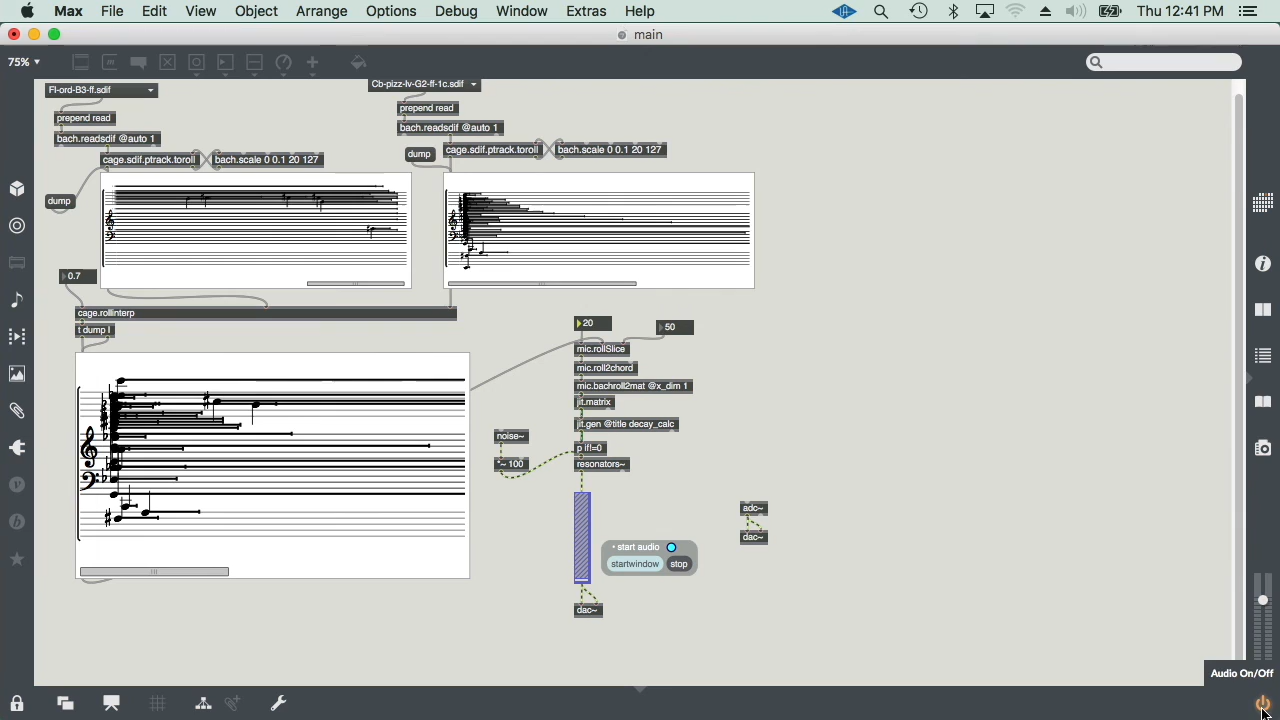 Max File Edit View Object Arrange Options Debug Window Extras Help Thu 12:41 PM
main
75%
Fl-ord-B3-ff.sdif
Cb-pizz-lv-G2-ff-1c.sdif
prepend read
prepend read
bach.readsdif @auto 1
bach.readsdif @auto 1
cage.sdif.ptrack.toroll
bach.scale 0 0.1 20 127
dump
cage.sdif.ptrack.toroll
bach.scale 0 0.1 20 127
dump
0.7
cage.rollinterp
t dump l
20
50
mic.rollSlice
mic.roll2chord
mic.bachroll2mat @x_dim 1
jit.matrix
jit.gen @title decay_calc
noise~
p if!=0
*~ 100
resonators~
adc~
dac~
start audio
startwindow
stop
dac~
Audio On/Off